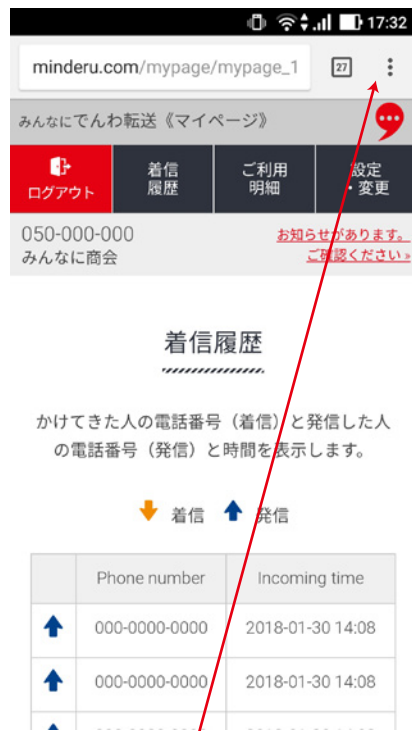 17:32
minderu.com/mypage/mypage_1
27
みんなにでんわ転送《マイページ》
ログアウト
着信
履歴
ご利用
明細
設定
・変更
050-000-000
みんなに商会
お知らせがあります。
ご確認ください »
着信履歴
かけてきた人の電話番号（着信）と発信した人
の電話番号（発信）と時間を表示します。
着信 発信
Phone number Incoming time
000-0000-0000 2018-01-30 14:08
000-0000-0000 2018-01-30 14:08